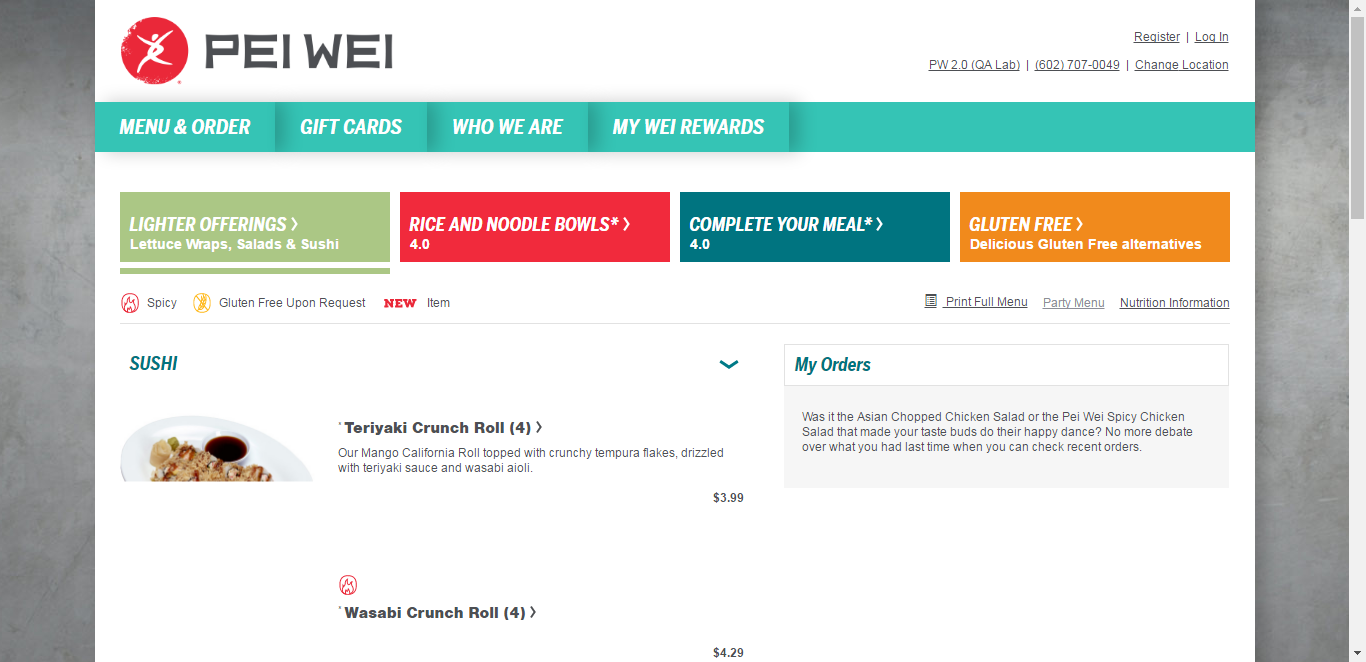 PEI WEI
Register | Log In
PW 2.0 (QA Lab) | (602) 707-0049 | Change Location
MENU & ORDER
GIFT CARDS
WHO WE ARE
MY WEI REWARDS
LIGHTER OFFERINGS >
Lettuce Wraps, Salads & Sushi
RICE AND NOODLE BOWLS* >
4.0
COMPLETE YOUR MEAL* >
4.0
GLUTEN FREE >
Delicious Gluten Free alternatives
Spicy
Gluten Free Upon Request
NEW Item
Print Full Menu
Party Menu
Nutrition Information
SUSHI
* Teriyaki Crunch Roll (4) >
Our Mango California Roll topped with crunchy tempura flakes, drizzled
with teriyaki sauce and wasabi aioli.
$3.99
* Wasabi Crunch Roll (4) >
$4.29
My Orders
Was it the Asian Chopped Chicken Salad or the Pei Wei Spicy Chicken
Salad that made your taste buds do their happy dance? No more debate
over what you had last time when you can check recent orders.